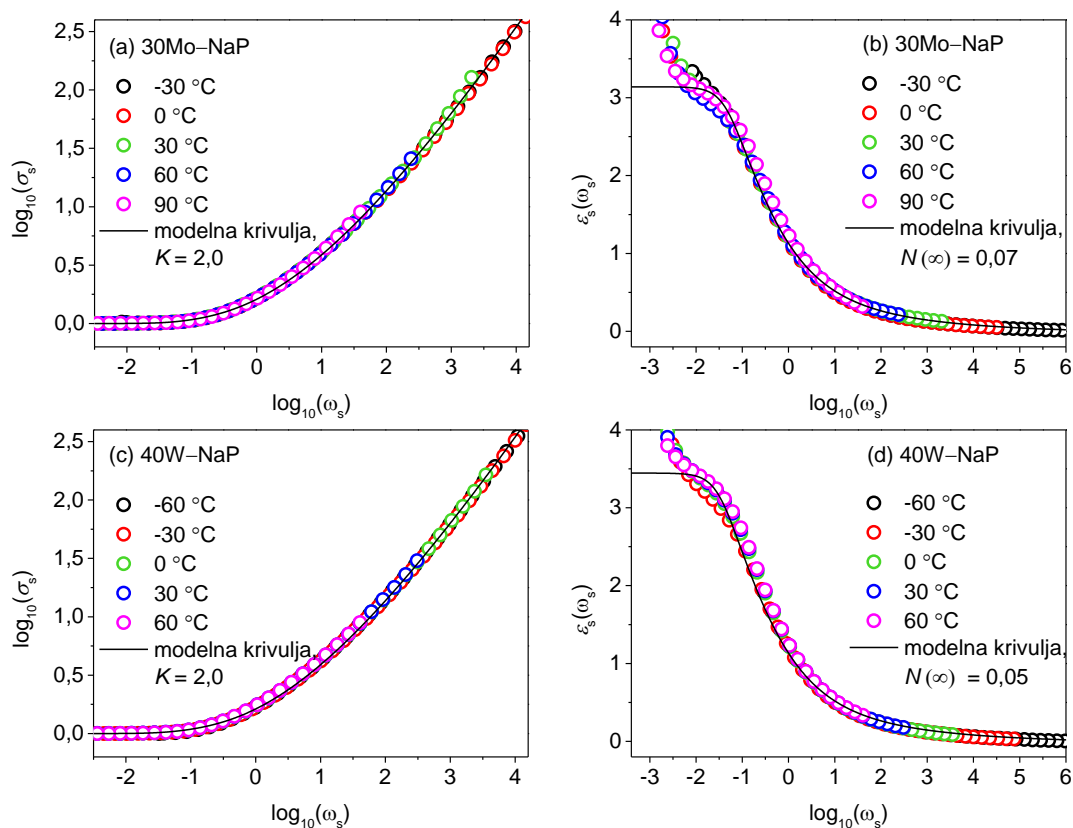 (a) 30Mo–NaP
-30 °C
0 °C
30 °C
60 °C
90 °C
modelna krivulja,
K = 2,0
log10(σs)
2,5
2,0
1,5
1,0
0,5
0,0
-2 -1 0 1 2 3 4
log10(ωs)
(b) 30Mo–NaP
-30 °C
0 °C
30 °C
60 °C
90 °C
modelna krivulja,
N(∞) = 0,07
εs(ωs)
4
3
2
1
0
-3 -2 -1 0 1 2 3 4 5 6
log10(ωs)
(c) 40W–NaP
-60 °C
-30 °C
0 °C
30 °C
60 °C
modelna krivulja,
K = 2,0
log10(σs)
2,5
2,0
1,5
1,0
0,5
0,0
-2 -1 0 1 2 3 4
log10(ωs)
(d) 40W–NaP
-60 °C
-30 °C
0 °C
30 °C
60 °C
modelna krivulja,
N(∞) = 0,05
εs(ωs)
4
3
2
1
0
-3 -2 -1 0 1 2 3 4 5 6
log10(ωs)